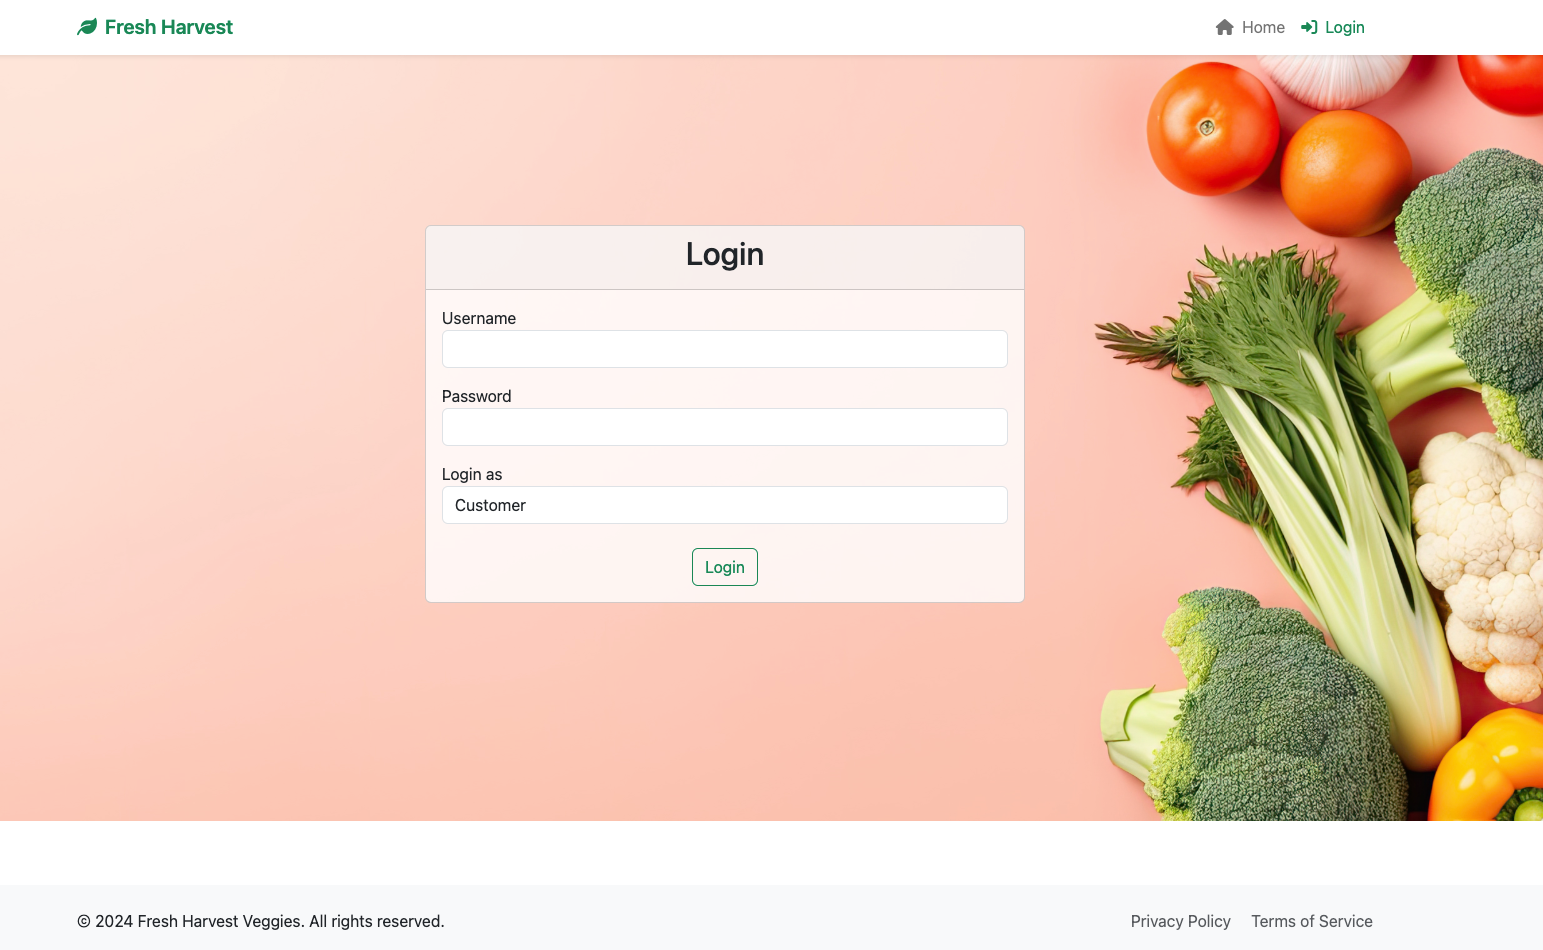 Fresh Harvest
Home
Login
Login
Username
Password
Login as
Customer
Login
© 2024 Fresh Harvest Veggies. All rights reserved.
Privacy Policy
Terms of Service